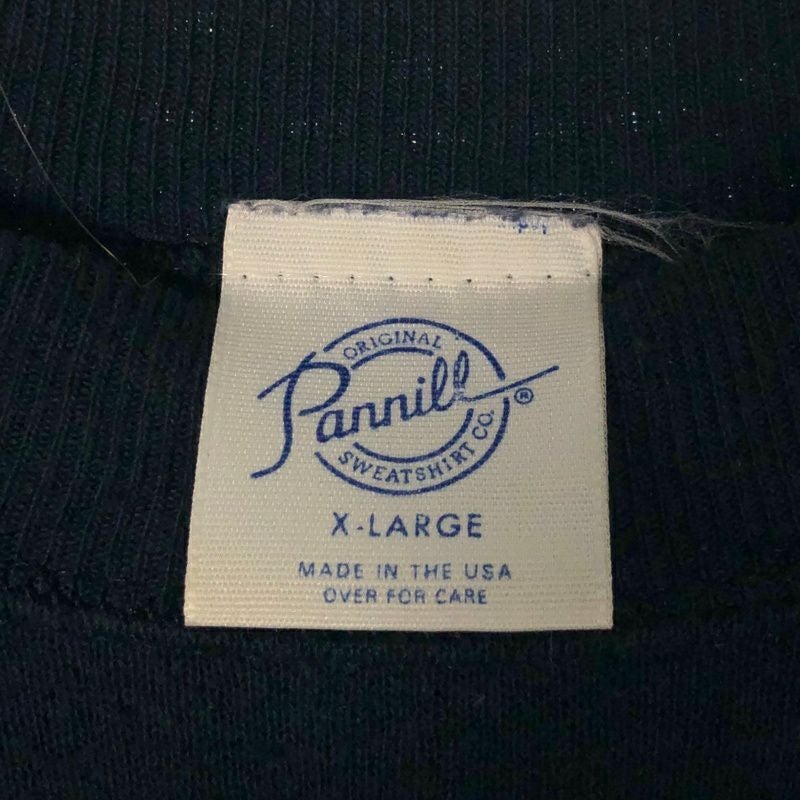 ORIGINAL
Pannill ®
SWEATSHIRT CO.
X-LARGE
MADE IN THE USA
OVER FOR CARE